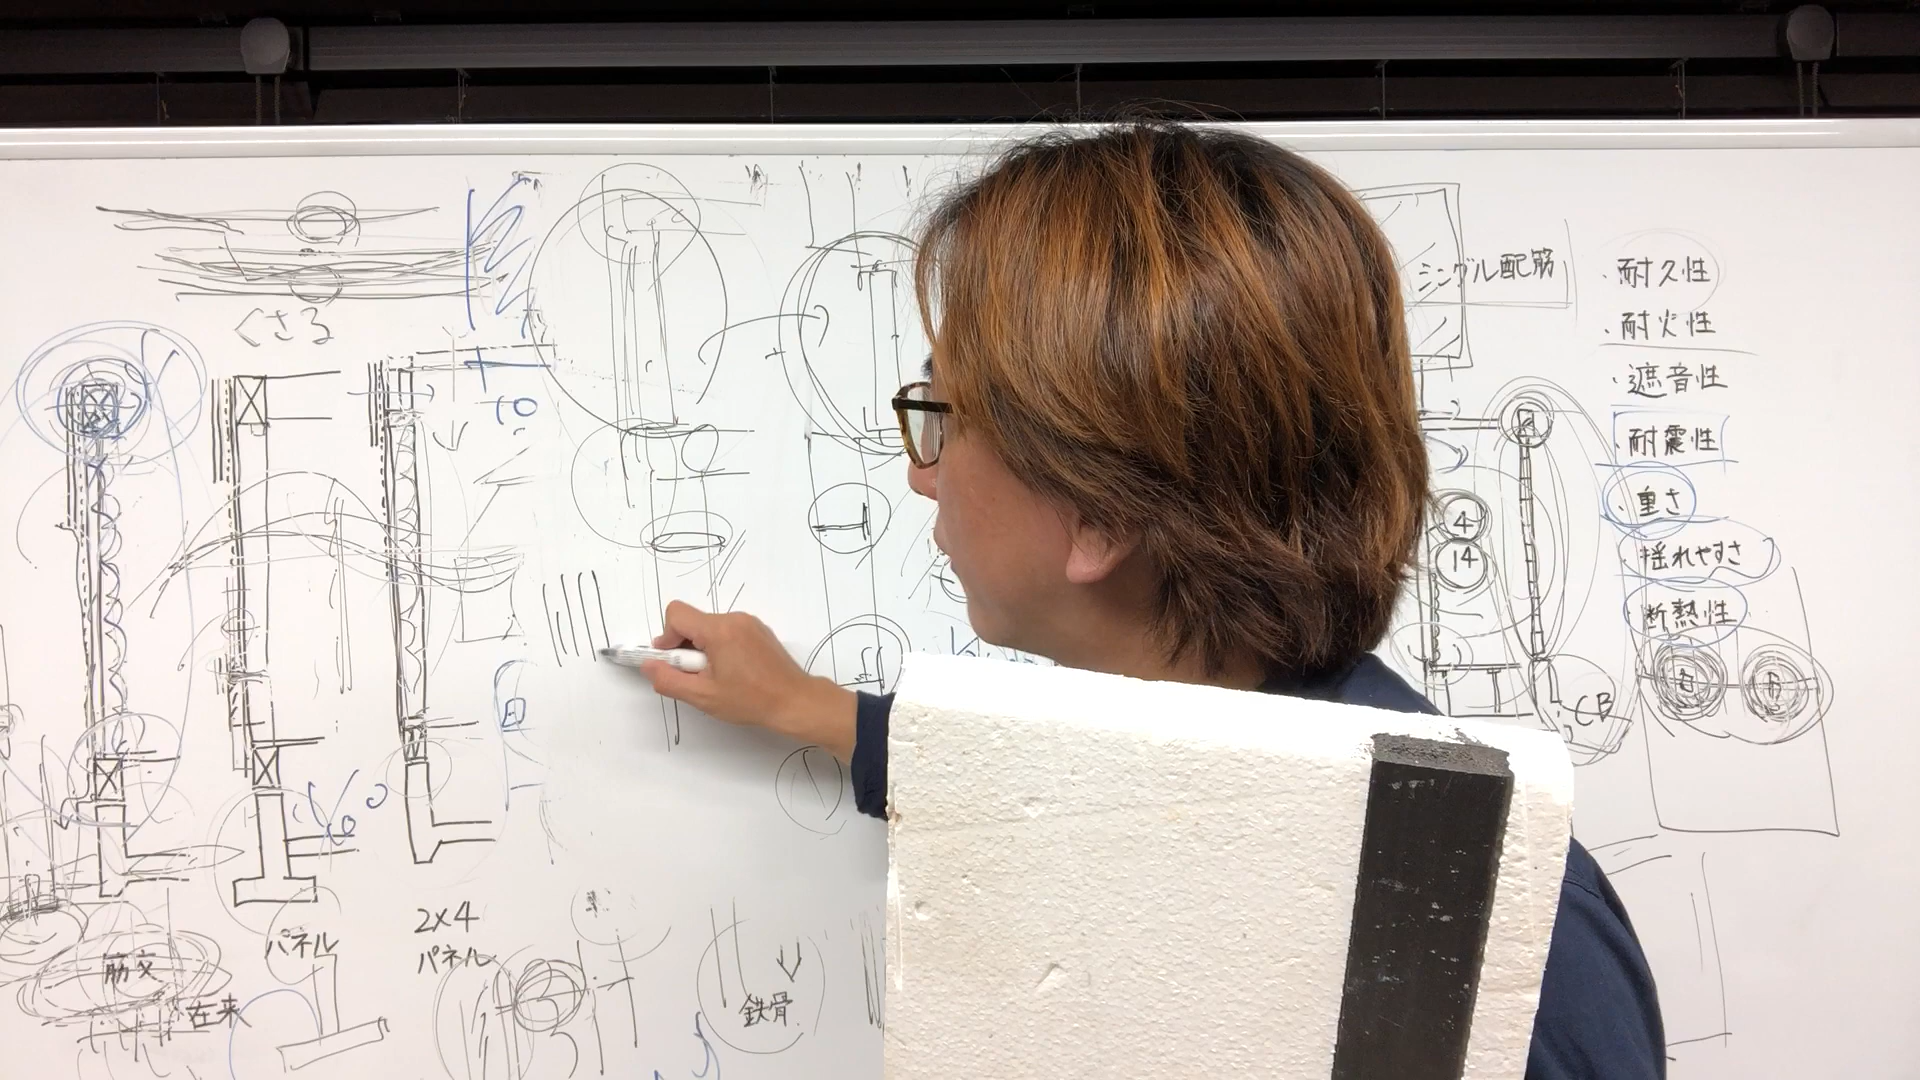 くさる
10
筋交
在来
パネル
2×4
パネル
鉄骨
シングル配筋
・耐久性
・耐火性
・遮音性
・耐震性
・重さ
・揺れやすさ
・断熱性
4
14
CB